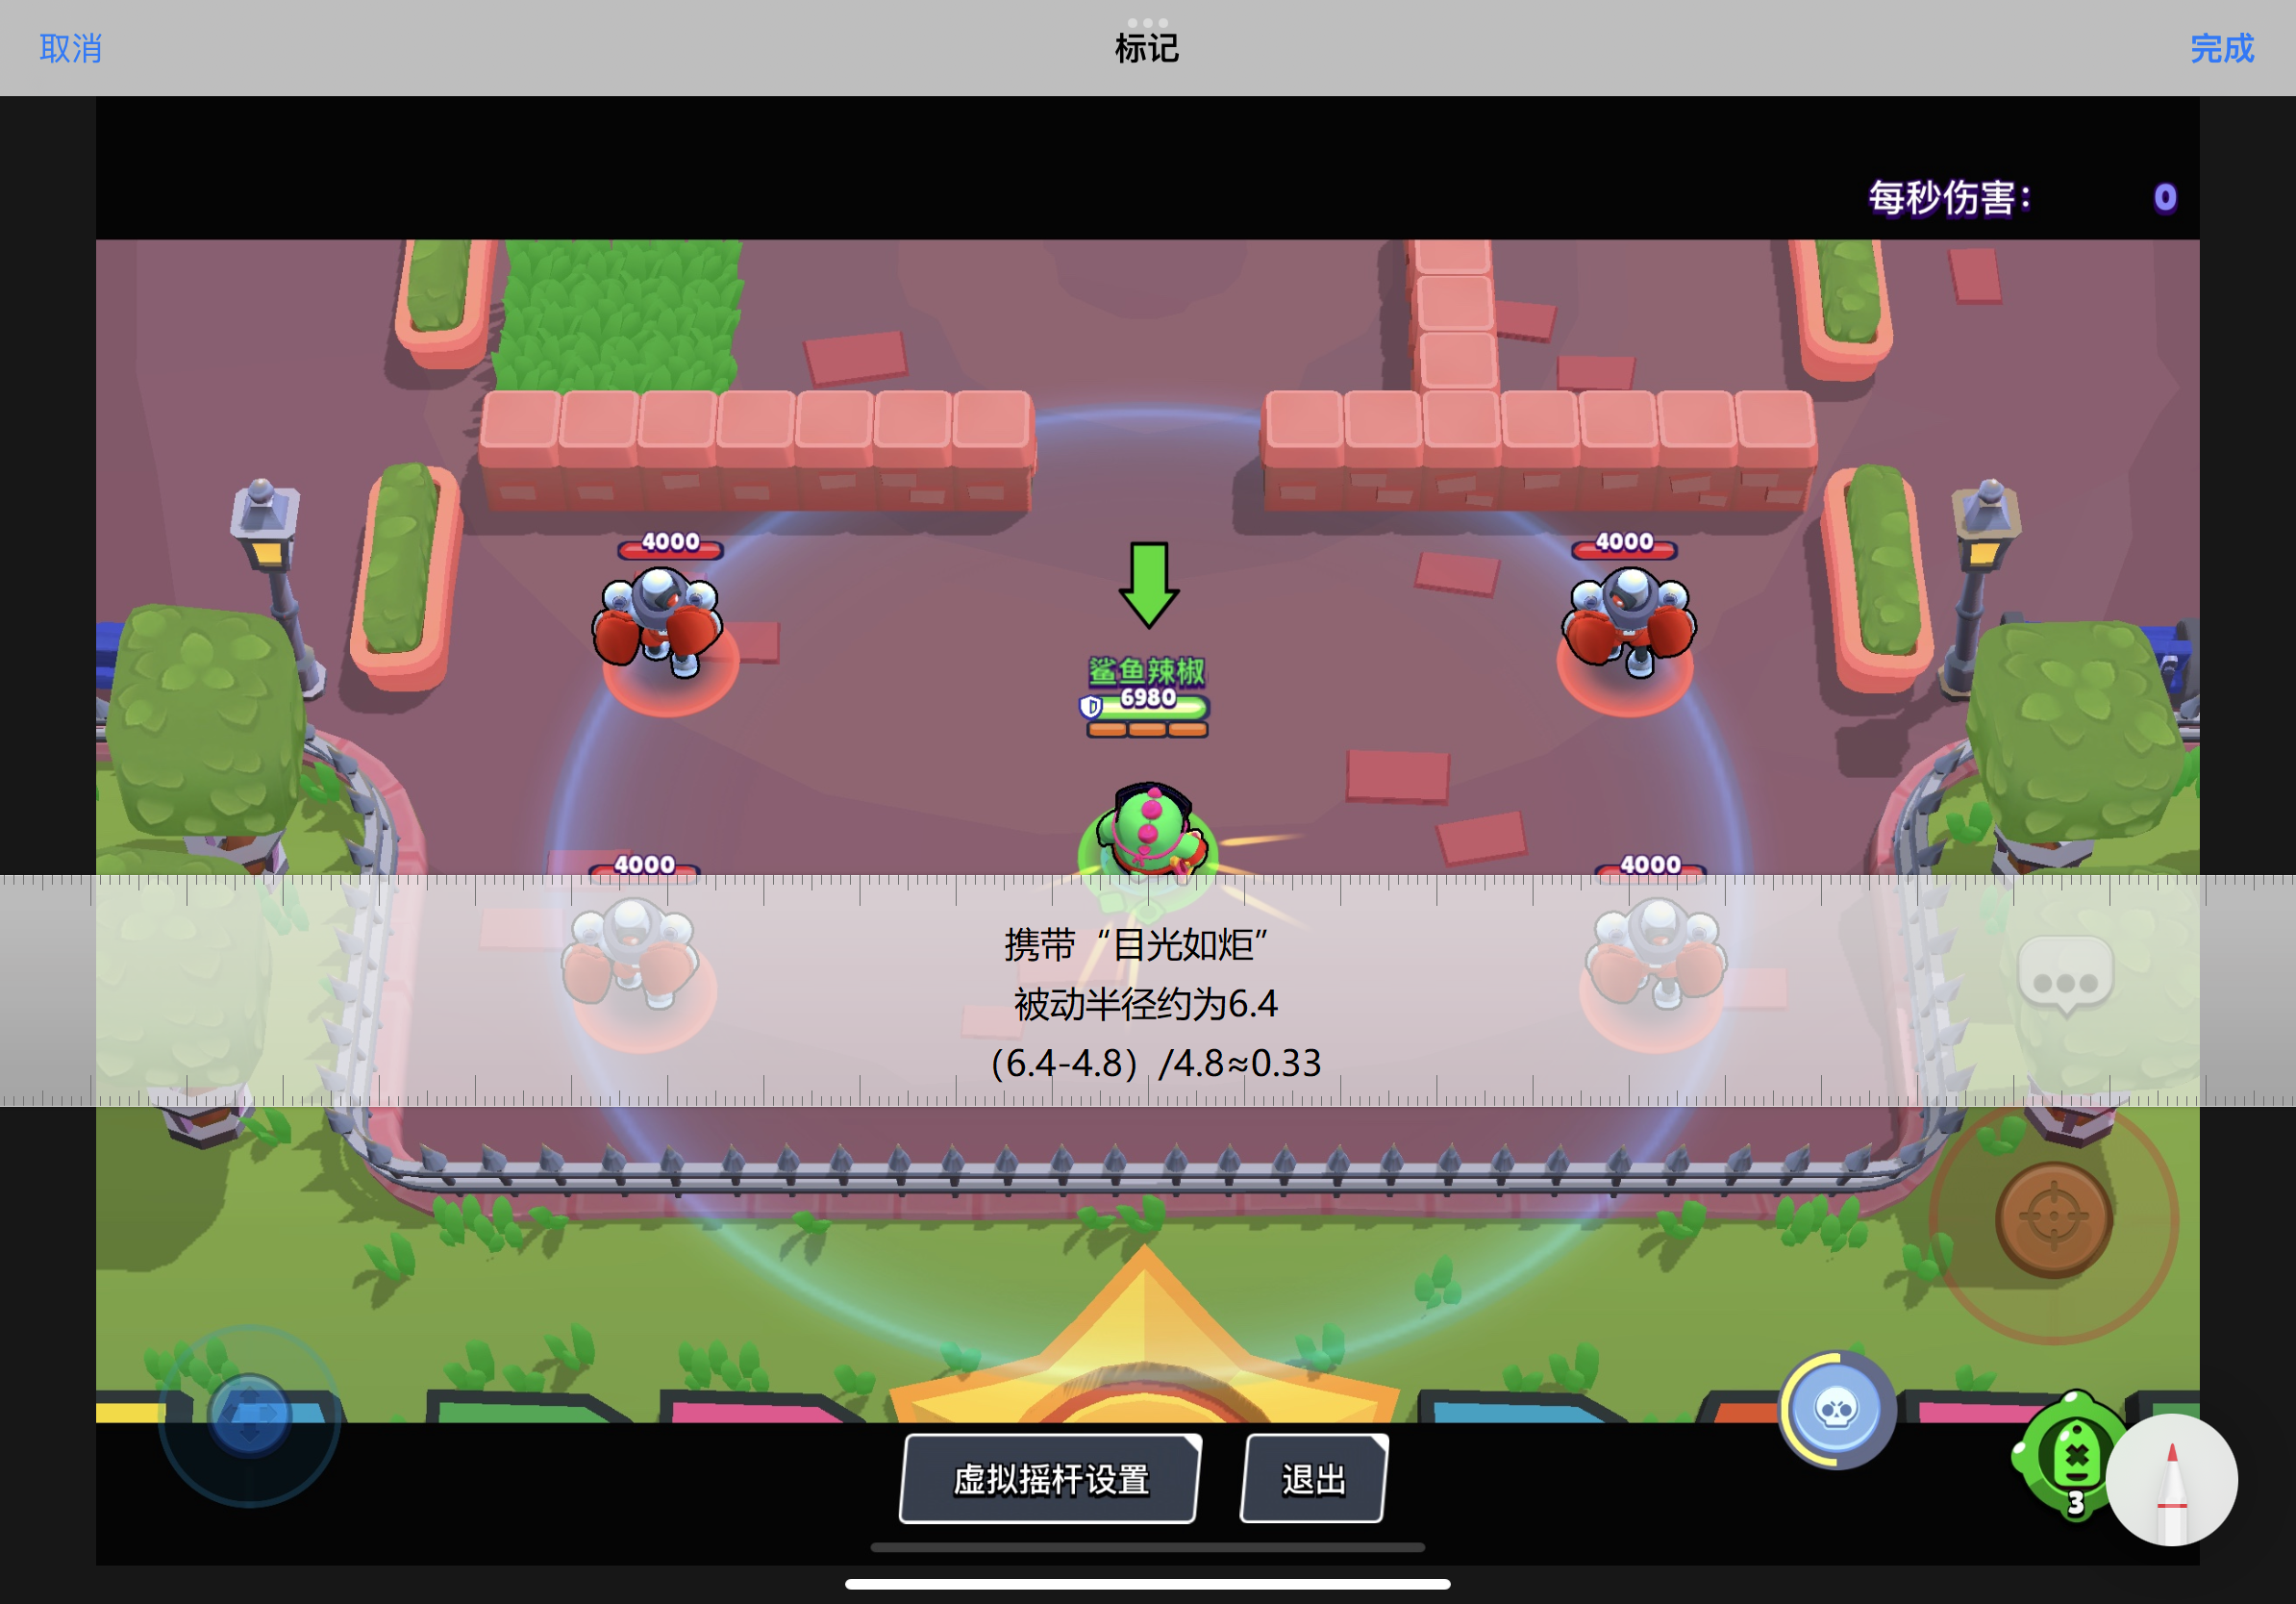 取消
标记
完成
每秒伤害： 0
4000
4000
鲨鱼辣椒
6980
4000
4000
携带“目光如炬”
被动半径约为6.4
（6.4-4.8）/4.8≈0.33
虚拟摇杆设置
退出
3